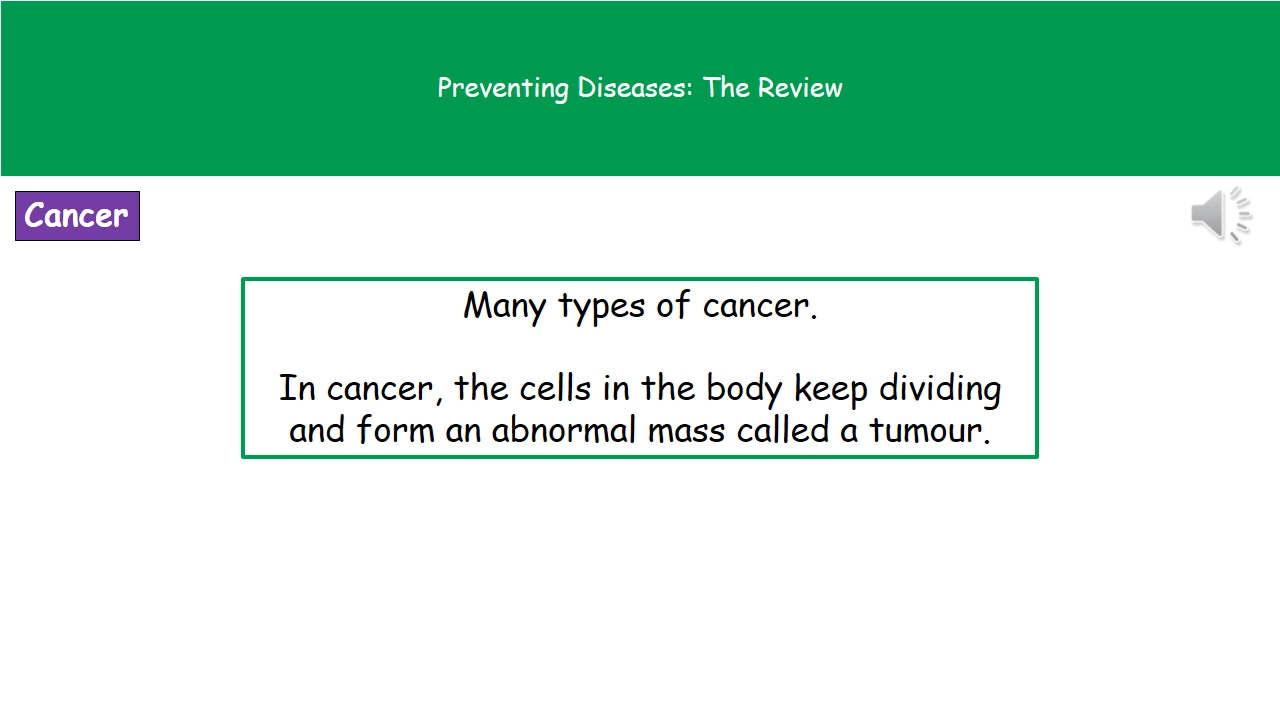 Preventing Diseases: The Review
Cancer
Many types of cancer.
In cancer, the cells in the body keep dividing
and form an abnormal mass called a tumour.